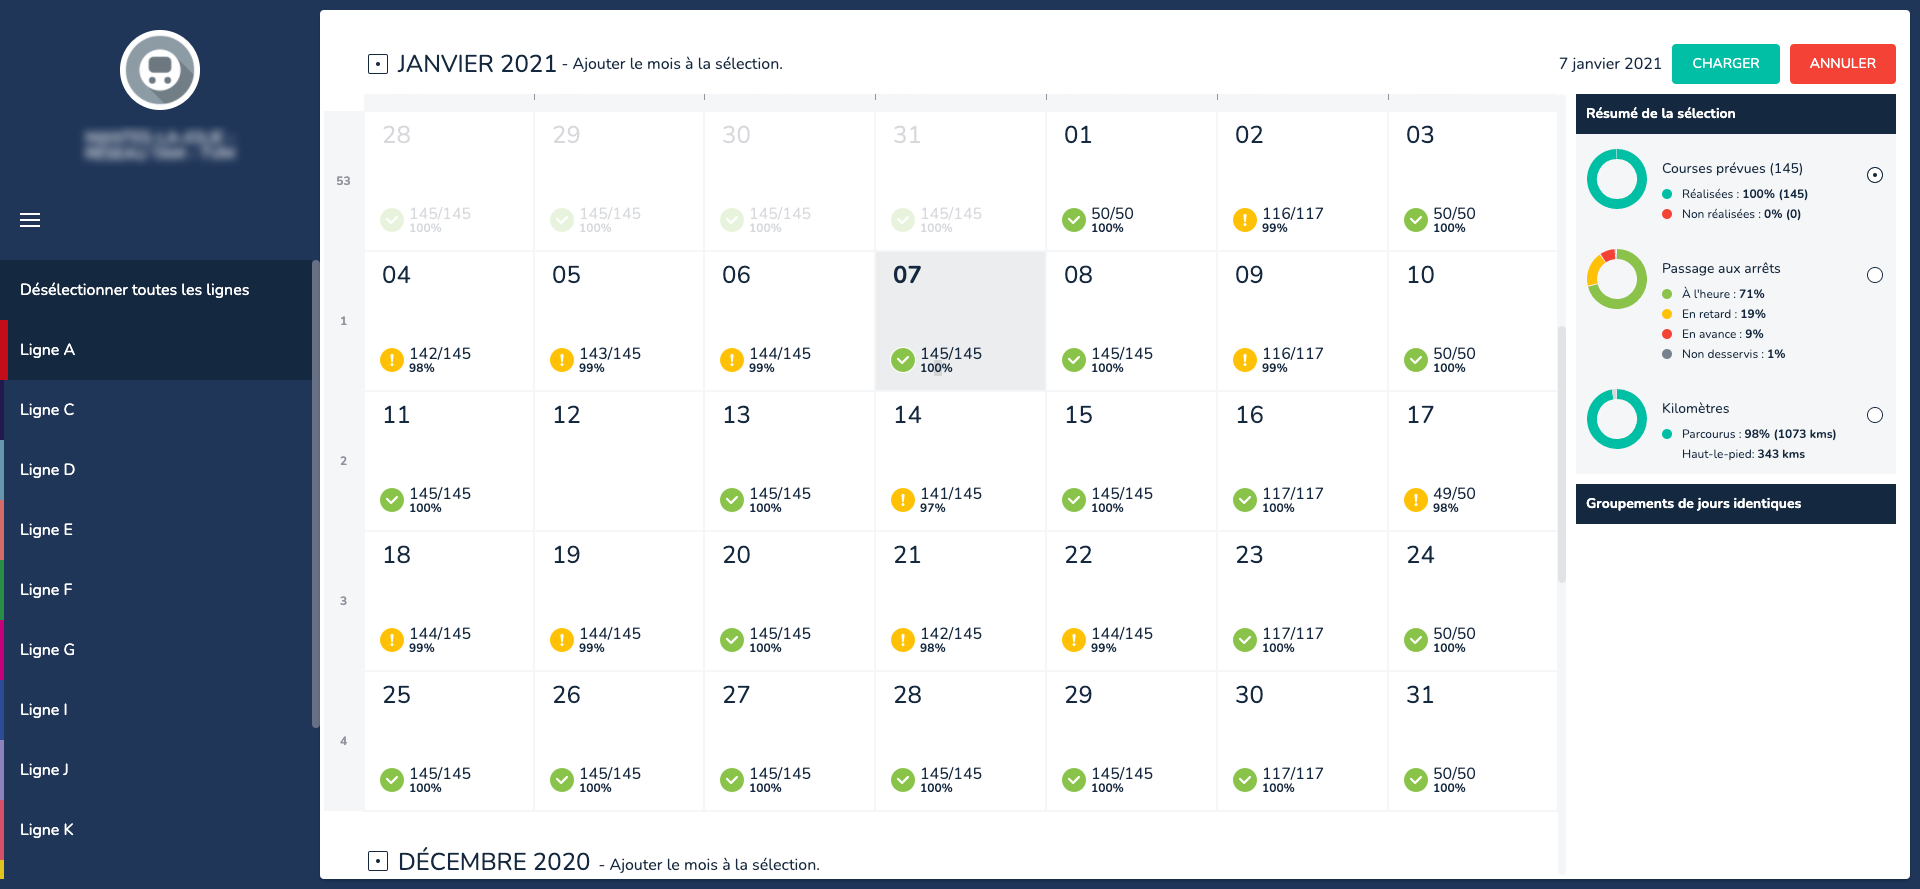 Désélectionner toutes les lignes
Ligne A
Ligne C
Ligne D
Ligne E
Ligne F
Ligne G
Ligne I
Ligne J
Ligne K
JANVIER 2021 - Ajouter le mois à la sélection.
7 janvier 2021 CHARGER ANNULER
28 29 30 31 01 02 03
53
145/145 145/145 145/145 145/145 50/50 116/117 50/50
100% 100% 100% 100% 100% 99% 100%
04 05 06 07 08 09 10
1
142/145 143/145 144/145 145/145 145/145 116/117 50/50
98% 99% 99% 100% 100% 99% 100%
11 12 13 14 15 16 17
2
145/145 145/145 141/145 145/145 117/117 49/50
100% 100% 97% 100% 100% 98%
18 19 20 21 22 23 24
3
144/145 144/145 145/145 142/145 144/145 117/117 50/50
99% 99% 100% 98% 99% 100% 100%
25 26 27 28 29 30 31
4
145/145 145/145 145/145 145/145 145/145 117/117 50/50
100% 100% 100% 100% 100% 100% 100%
DÉCEMBRE 2020 - Ajouter le mois à la sélection.
Résumé de la sélection
Courses prévues (145)
Réalisées : 100% (145)
Non réalisées : 0% (0)
Passage aux arrêts
À l'heure : 71%
En retard : 19%
En avance : 9%
Non desservis : 1%
Kilomètres
Parcourus : 98% (1073 kms)
Haut-le-pied: 343 kms
Groupements de jours identiques